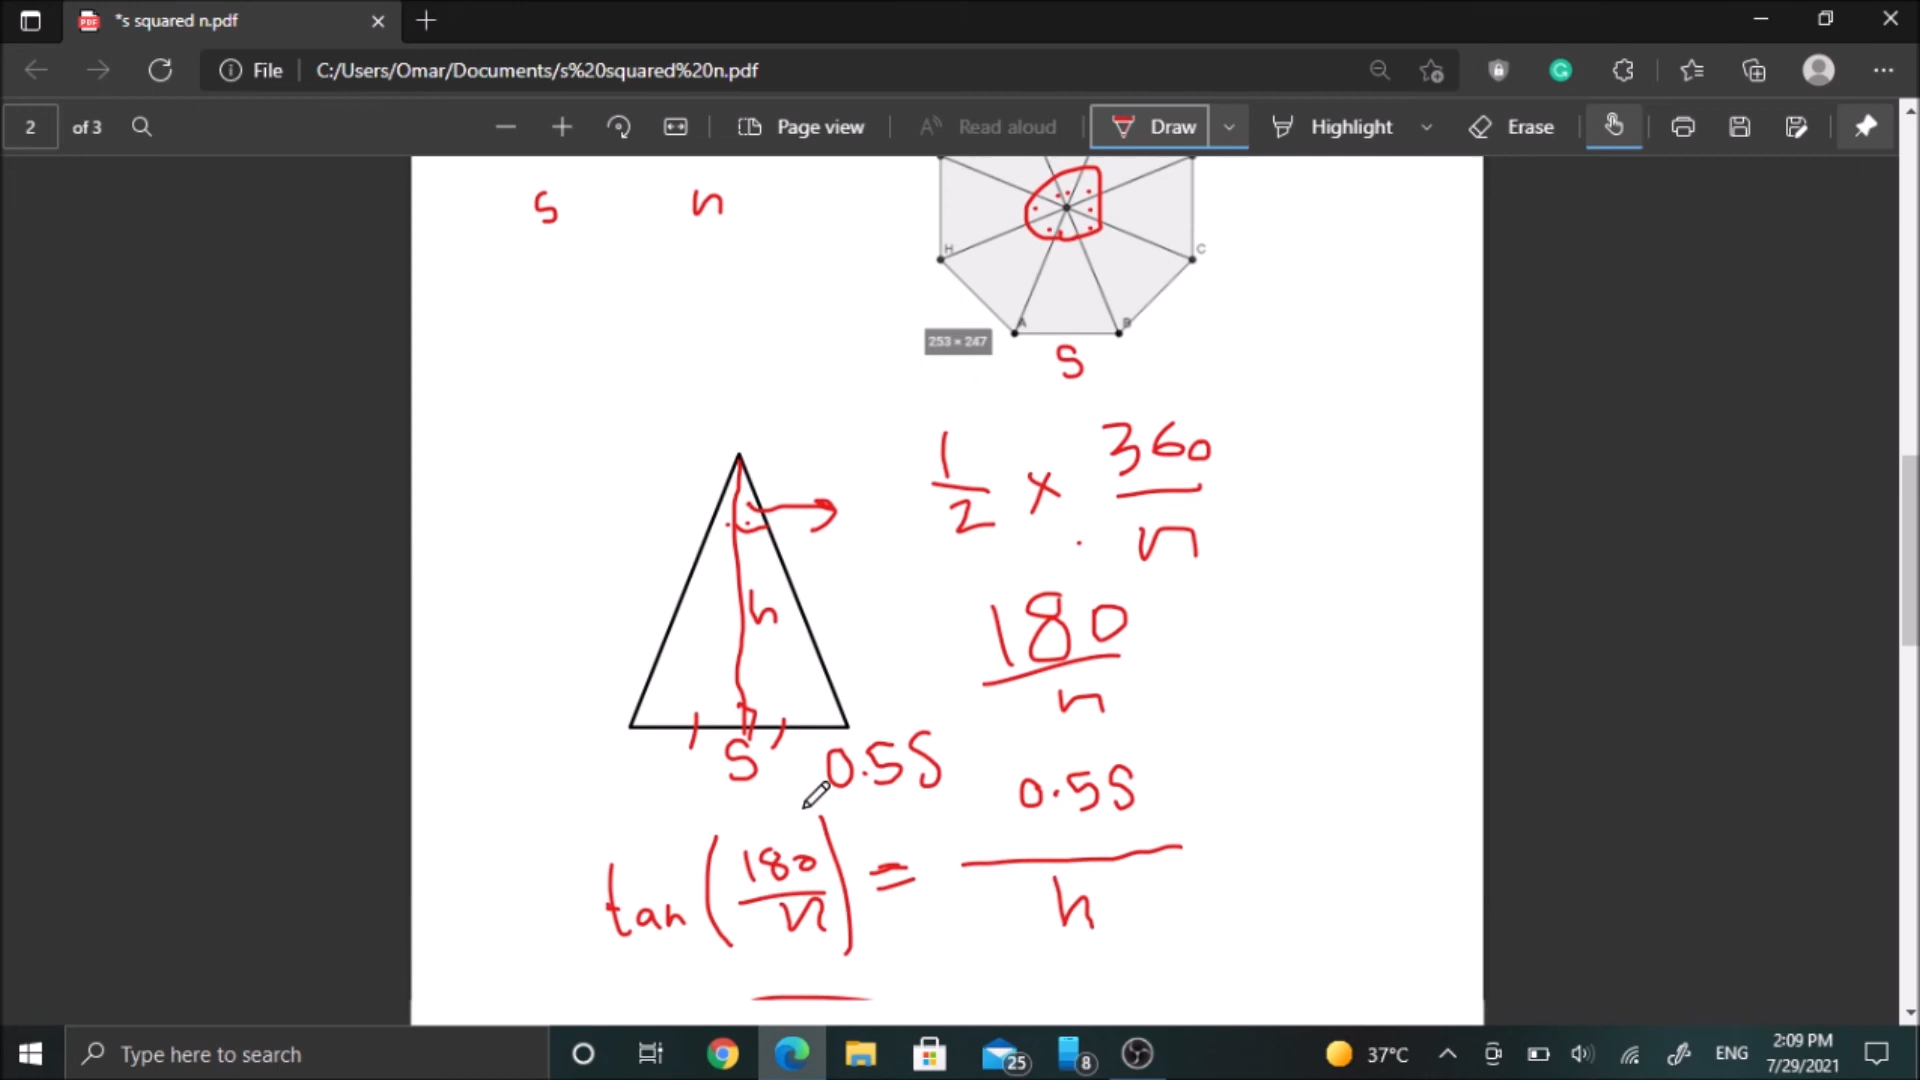 *s squared n.pdf
File C:/Users/Omar/Documents/s%20squared%20n.pdf
2 of 3 Page view Read aloud Draw Highlight Erase
s n
H C
A B
253 × 247
s
1/2 × 360/n
h
180/n
S 0.5S
tan (180/n) = 0.5S/h
Type here to search 25 8 37°C ENG 2:09 PM
7/29/2021